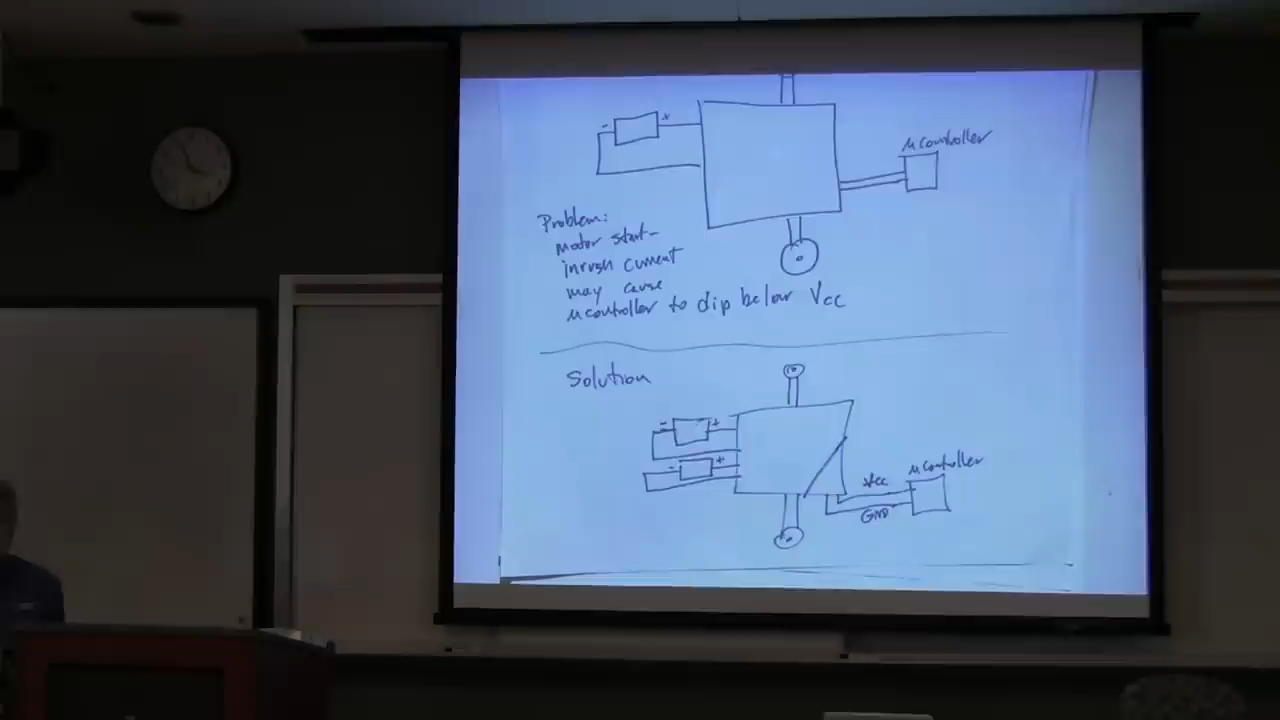 - +
μcontroller
Problem:
motor start-
inrush current
may cause
μcontroller to dip below Vcc
Solution
- +
- +
μcontroller
Vcc
GND